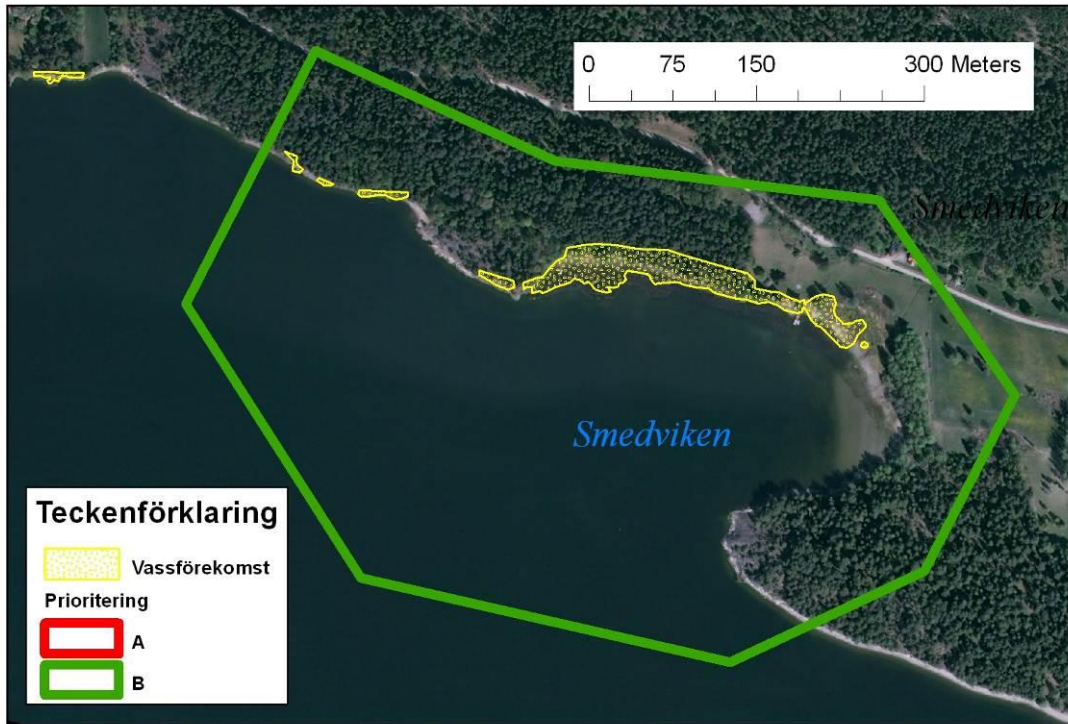 0 75 150 300 Meters
Smedviken
Smedviken
Teckenförklaring
Vassförekomst
Prioritering
A
B